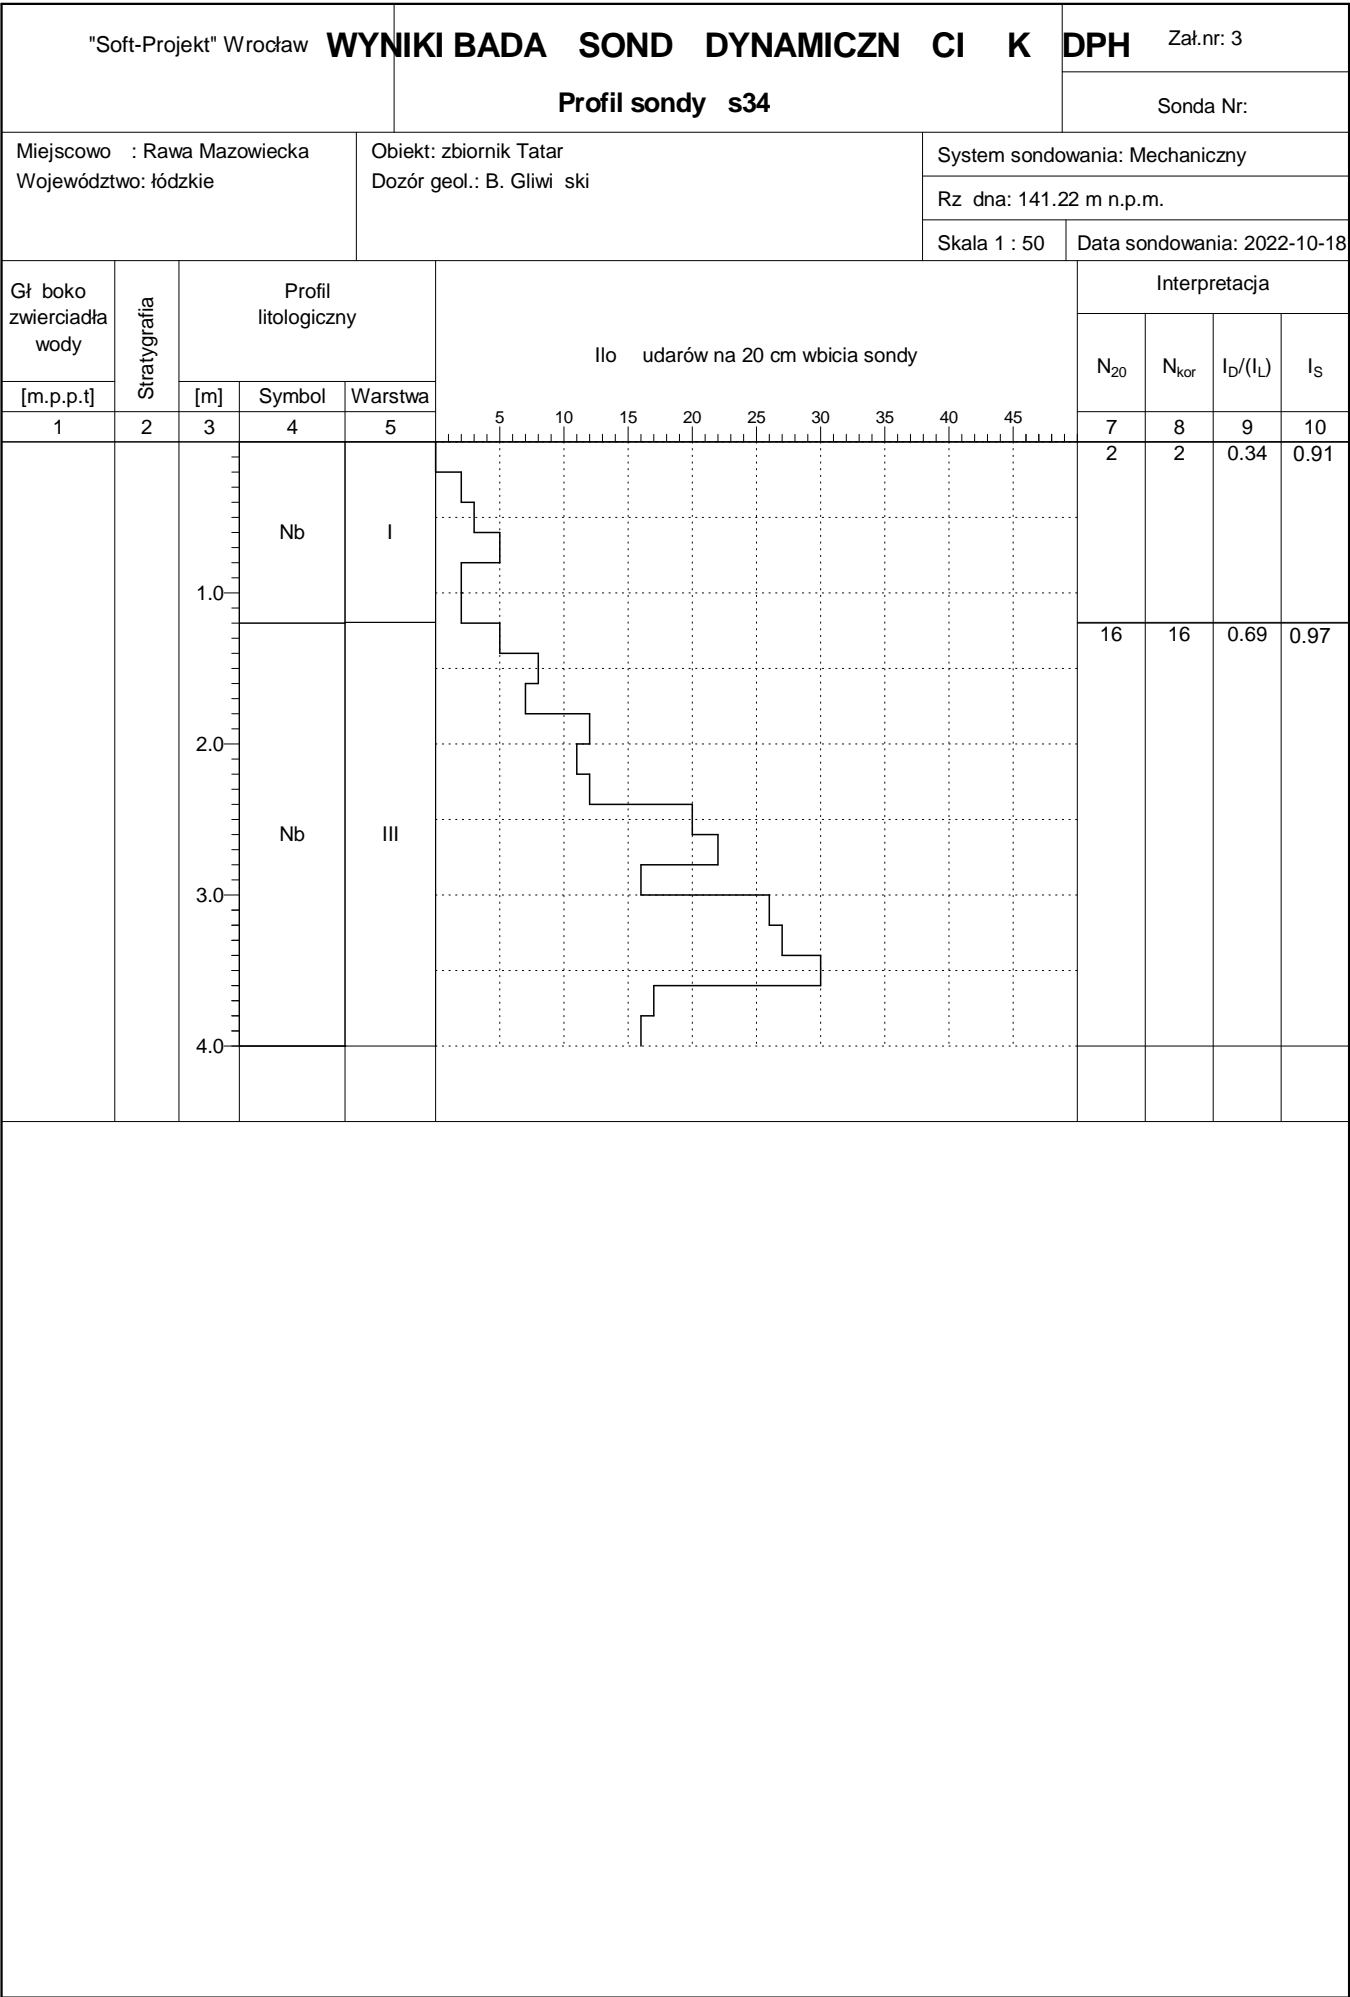 "Soft-Projekt" Wrocław
WYNIKI BADA SOND DYNAMICZN CI K DPH
Profil sondy s34
Zał.nr: 3
Sonda Nr:
Miejscowo : Rawa Mazowiecka
Województwo: łódzkie
Obiekt: zbiornik Tatar
Dozór geol.: B. Gliwi ski
System sondowania: Mechaniczny
Rz dna: 141.22 m n.p.m.
Skala 1 : 50
Data sondowania: 2022-10-18
Gł boko
zwierciadła
wody
[m.p.p.t]
Stratygrafia
Profil
litologiczny
[m] Symbol Warstwa
Ilo udarów na 20 cm wbicia sondy
Interpretacja
N20 Nkor ID/(IL) IS
5 10 15 20 25 30 35 40 45
1 2 3 4 5 7 8 9 10
2 2 0.34 0.91
Nb I
1.0
16 16 0.69 0.97
2.0
Nb III
3.0
4.0